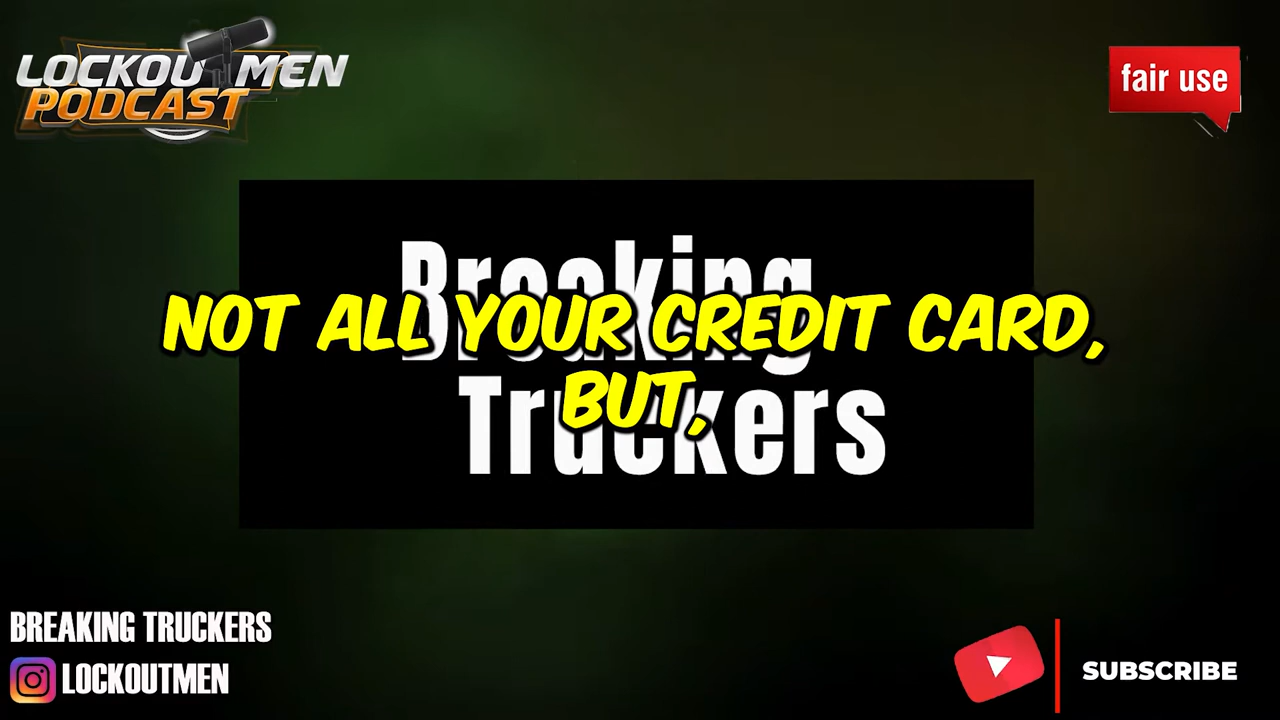 LOCKOUTMEN
PODCAST
fair use
Breaking
NOT ALL YOUR CREDIT CARD,
BUT,
Truckers
BREAKING TRUCKERS
LOCKOUTMEN
SUBSCRIBE